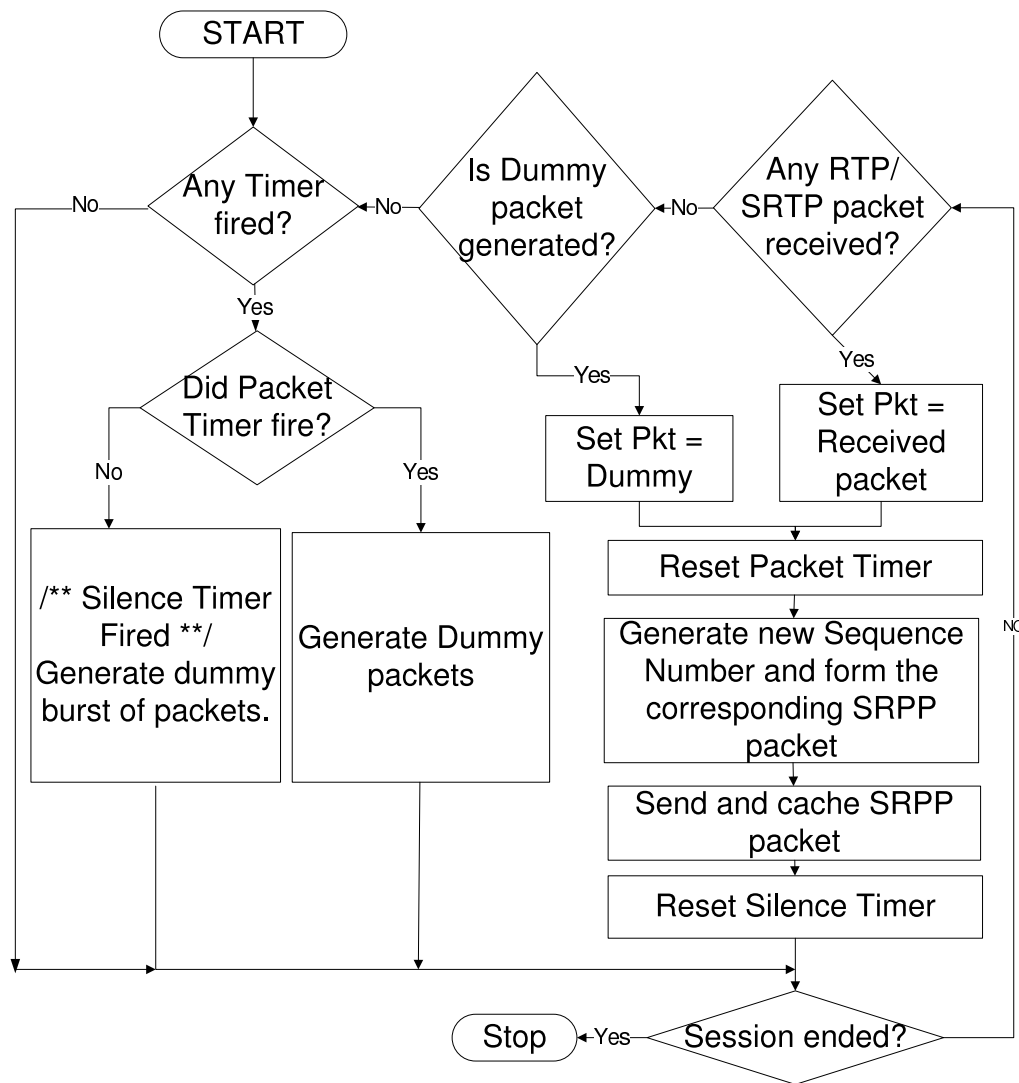 START
Any Timer
fired?
No
Yes
Is Dummy
packet
generated?
No
Yes
Any RTP/
SRTP packet
received?
No
Yes
Did Packet
Timer fire?
No
Yes
Set Pkt =
Dummy
Set Pkt =
Received
packet
/** Silence Timer
Fired **/
Generate dummy
burst of packets.
Generate Dummy
packets
Reset Packet Timer
Generate new Sequence
Number and form the
corresponding SRPP
packet
Send and cache SRPP
packet
Reset Silence Timer
Session ended?
Yes
Stop
NO